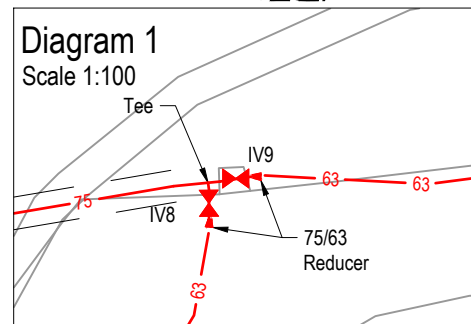 Diagram 1
Scale 1:100
Tee
IV9
63
63
75
IV8
75/63
Reducer
63